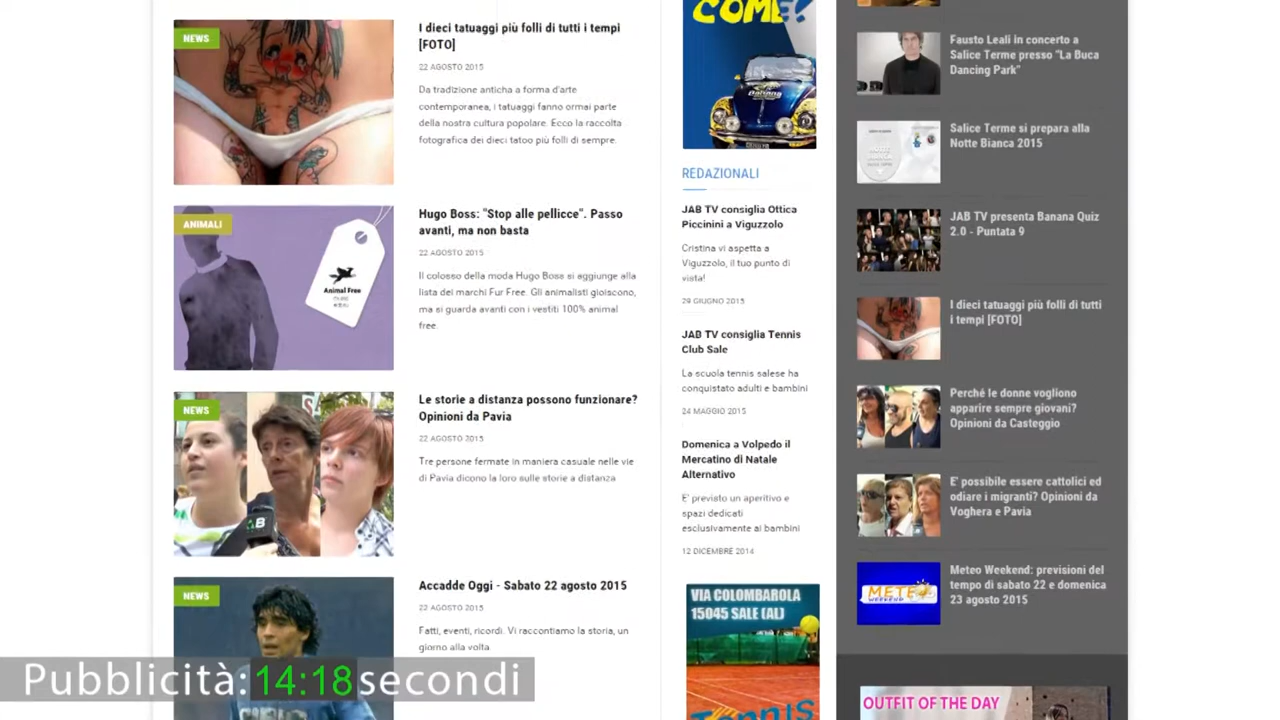 NEWS
I dieci tatuaggi più folli di tutti i tempi
[FOTO]
22 AGOSTO 2015
Da tradizione antica a forma d'arte
contemporanea, i tatuaggi fanno ormai parte
della nostra cultura popolare. Ecco la raccolta
fotografica dei dieci tatoo più folli di sempre.
ANIMALI
Animal Free
Hugo Boss: "Stop alle pellicce". Passo
avanti, ma non basta
22 AGOSTO 2015
Il colosso della moda Hugo Boss si aggiunge alla
lista dei marchi Fur Free. Gli animalisti gioiscono,
ma si guarda avanti con i vestiti 100% animal
free.
NEWS
Le storie a distanza possono funzionare?
Opinioni da Pavia
22 AGOSTO 2015
Tre persone fermate in maniera casuale nelle vie
di Pavia dicono la loro sulle storie a distanza
NEWS
Accadde Oggi - Sabato 22 agosto 2015
22 AGOSTO 2015
Fatti, eventi, ricordi. Vi raccontiamo la storia, un
giorno alla volta.
COME?
REDAZIONALI
JAB TV consiglia Ottica
Piccinini a Viguzzolo
Cristina vi aspetta a
Viguzzolo, il tuo punto di
vista!
29 GIUGNO 2015
JAB TV consiglia Tennis
Club Sale
La scuola tennis salese ha
conquistato adulti e bambini
24 MAGGIO 2015
Domenica a Volpedo il
Mercatino di Natale
Alternativo
E' previsto un aperitivo e
spazi dedicati
esclusivamente ai bambini
12 DICEMBRE 2014
VIA COLOMBAROLA
15045 SALE (AL)
Tennis
Fausto Leali in concerto a
Salice Terme presso "La Buca
Dancing Park"
Salice Terme si prepara alla
Notte Bianca 2015
JAB TV presenta Banana Quiz
2.0 - Puntata 9
I dieci tatuaggi più folli di tutti
i tempi [FOTO]
Perché le donne vogliono
apparire sempre giovani?
Opinioni da Casteggio
E' possibile essere cattolici ed
odiare i migranti? Opinioni da
Voghera e Pavia
METEO
WEEKEND
Meteo Weekend: previsioni del
tempo di sabato 22 e domenica
23 agosto 2015
OUTFIT OF THE DAY
Pubblicità: 14:18 secondi